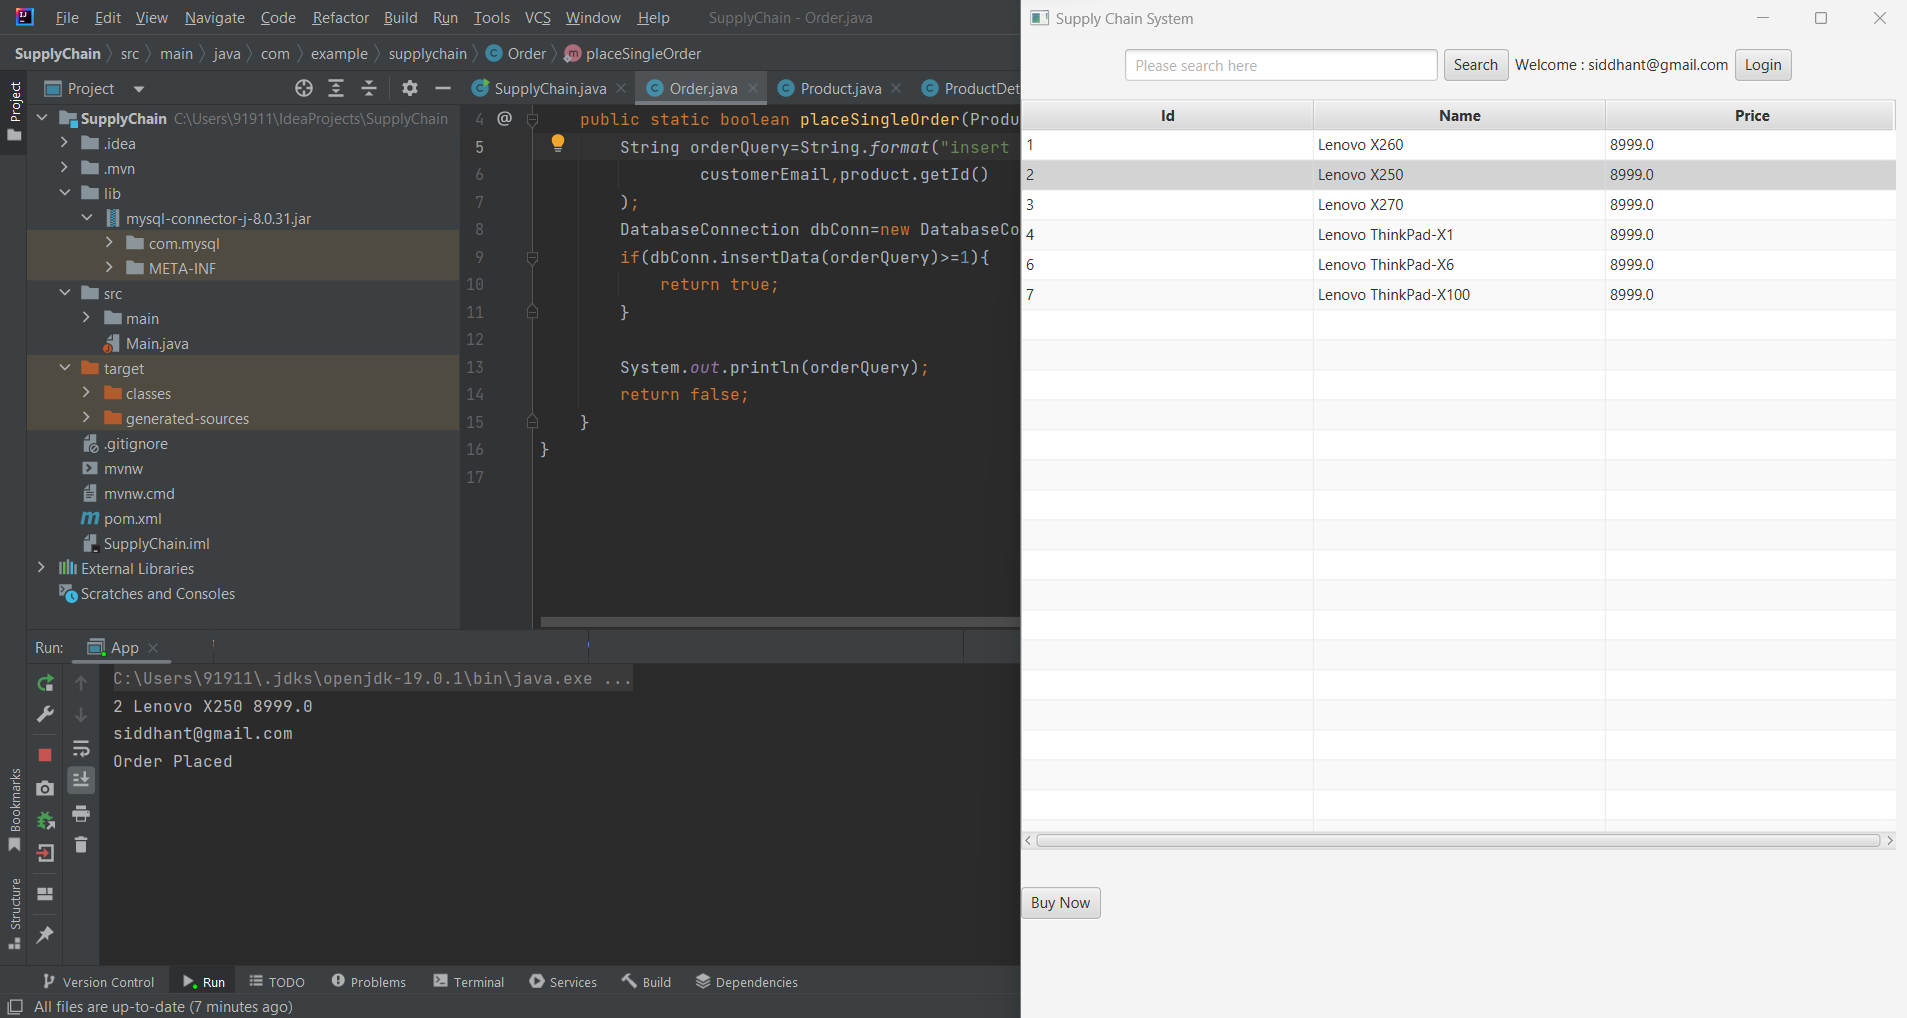 File Edit View Navigate Code Refactor Build Run Tools VCS Window Help SupplyChain - Order.java
SupplyChain src main java com example supplychain Order placeSingleOrder
Project
Project
SupplyChain C:\Users\91911\IdeaProjects\SupplyChain
.idea
.mvn
lib
mysql-connector-j-8.0.31.jar
com.mysql
META-INF
src
main
Main.java
target
classes
generated-sources
.gitignore
mvnw
mvnw.cmd
pom.xml
SupplyChain.iml
External Libraries
Scratches and Consoles
SupplyChain.java Order.java Product.java ProductDet
4 @ public static boolean placeSingleOrder(Produ
5 String orderQuery=String.format("insert
6 customerEmail,product.getId()
7 );
8 DatabaseConnection dbConn=new DatabaseCo
9 if(dbConn.insertData(orderQuery)>=1){
10 return true;
11 }
12
13 System.out.println(orderQuery);
14 return false;
15 }
16 }
17
Run: App
C:\Users\91911\.jdks\openjdk-19.0.1\bin\java.exe ...
2 Lenovo X250 8999.0
siddhant@gmail.com
Order Placed
Bookmarks
Structure
Version Control Run TODO Problems Terminal Services Build Dependencies
All files are up-to-date (7 minutes ago)
Supply Chain System
Please search here Search Welcome : siddhant@gmail.com Login
Id Name Price
1 Lenovo X260 8999.0
2 Lenovo X250 8999.0
3 Lenovo X270 8999.0
4 Lenovo ThinkPad-X1 8999.0
6 Lenovo ThinkPad-X6 8999.0
7 Lenovo ThinkPad-X100 8999.0
Buy Now